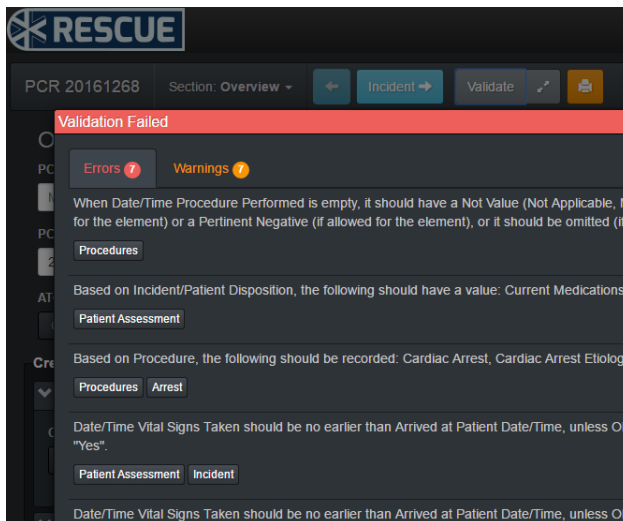 RESCUE
PCR 20161268 Section: Overview Incident Validate
Validation Failed
O
PC
Errors 7 Warnings 7
N
When Date/Time Procedure Performed is empty, it should have a Not Value (Not Applicable,
for the element) or a Pertinent Negative (if allowed for the element), or it should be omitted (i
PC
Procedures
2
Based on Incident/Patient Disposition, the following should have a value: Current Medications
AT
Patient Assessment
Cre
Based on Procedure, the following should be recorded: Cardiac Arrest, Cardiac Arrest Etiolog
Procedures Arrest
Date/Time Vital Signs Taken should be no earlier than Arrived at Patient Date/Time, unless O
"Yes".
Patient Assessment Incident
Date/Time Vital Signs Taken should be no earlier than Arrived at Patient Date/Time, unless O